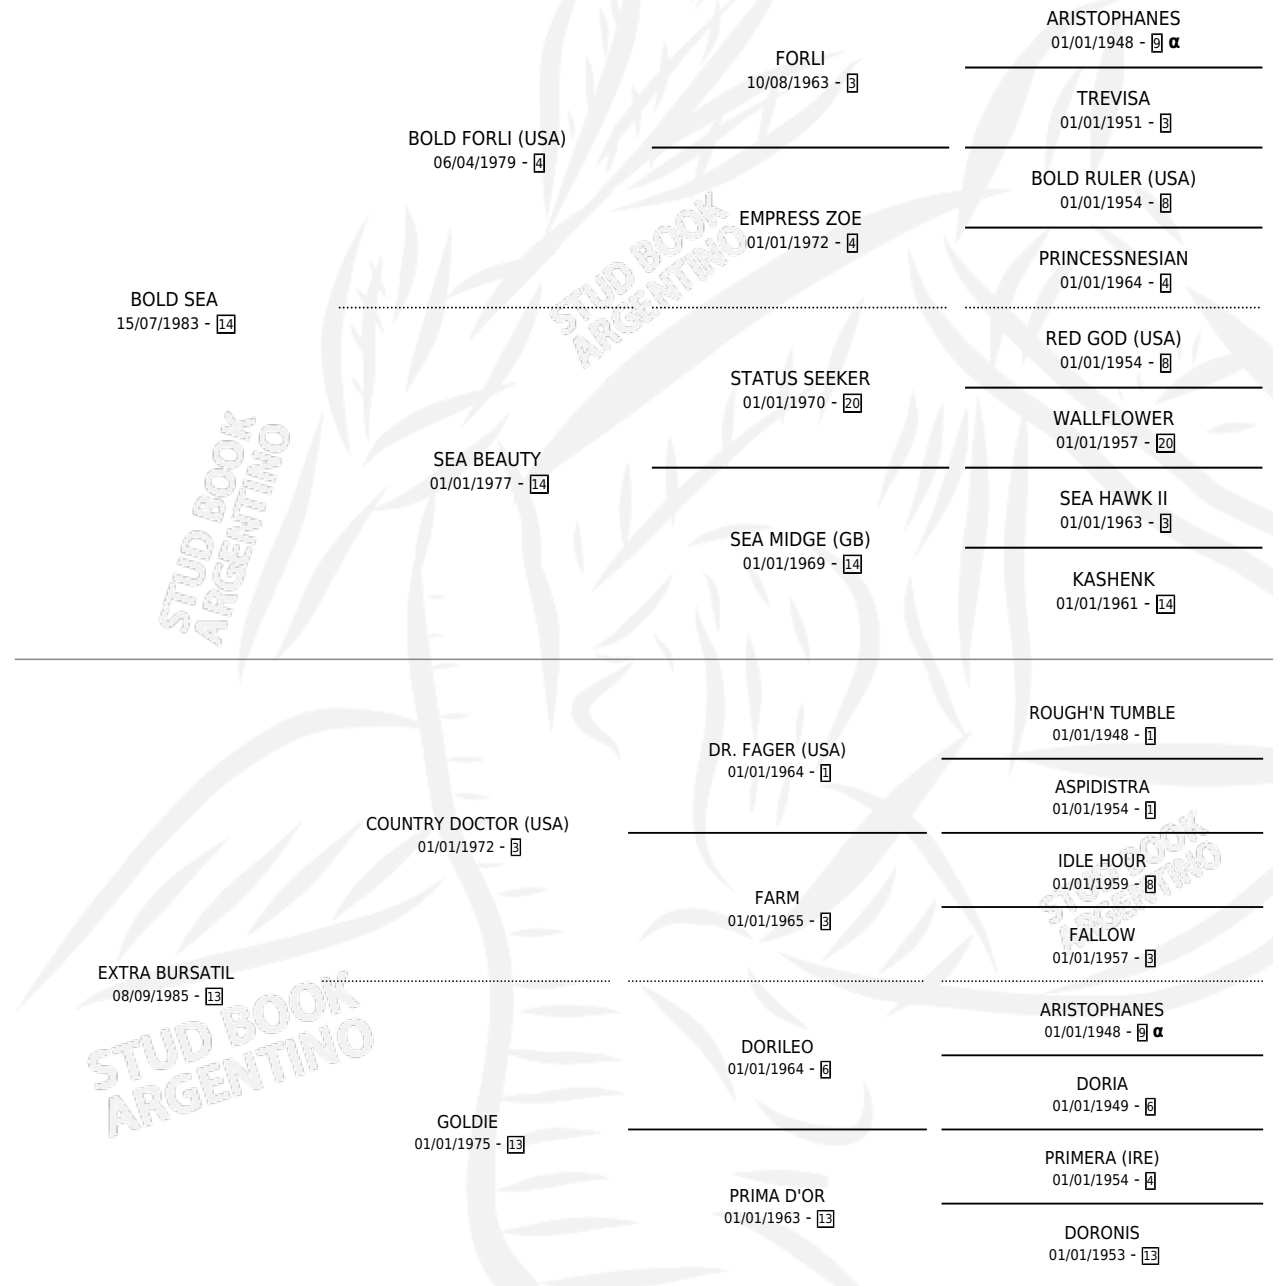 ARISTOPHANES
01/01/1948 - 9 α
FORLI
10/08/1963 - 3
TREVISA
01/01/1951 - 3
BOLD FORLI (USA)
06/04/1979 - 4
BOLD RULER (USA)
01/01/1954 - 8
EMPRESS ZOE
01/01/1972 - 4
PRINCESSNESIAN
01/01/1964 - 4
BOLD SEA
15/07/1983 - 14
RED GOD (USA)
01/01/1954 - 8
STATUS SEEKER
01/01/1970 - 20
WALLFLOWER
01/01/1957 - 20
SEA BEAUTY
01/01/1977 - 14
SEA HAWK II
01/01/1963 - 3
SEA MIDGE (GB)
01/01/1969 - 14
KASHENK
01/01/1961 - 14
ROUGH'N TUMBLE
01/01/1948 - 1
DR. FAGER (USA)
01/01/1964 - 1
ASPIDISTRA
01/01/1954 - 1
COUNTRY DOCTOR (USA)
01/01/1972 - 3
IDLE HOUR
01/01/1959 - 8
FARM
01/01/1965 - 3
FALLOW
01/01/1957 - 3
EXTRA BURSATIL
08/09/1985 - 13
ARISTOPHANES
01/01/1948 - 9 α
DORILEO
01/01/1964 - 6
DORIA
01/01/1949 - 6
GOLDIE
01/01/1975 - 13
PRIMERA (IRE)
01/01/1954 - 4
PRIMA D'OR
01/01/1963 - 13
DORONIS
01/01/1953 - 13
STUD BOOK
ARGENTINO
STUD BOOK
ARGENTINO
STUD BOOK
ARGENTINO
STUD BOOK
ARGENTINO